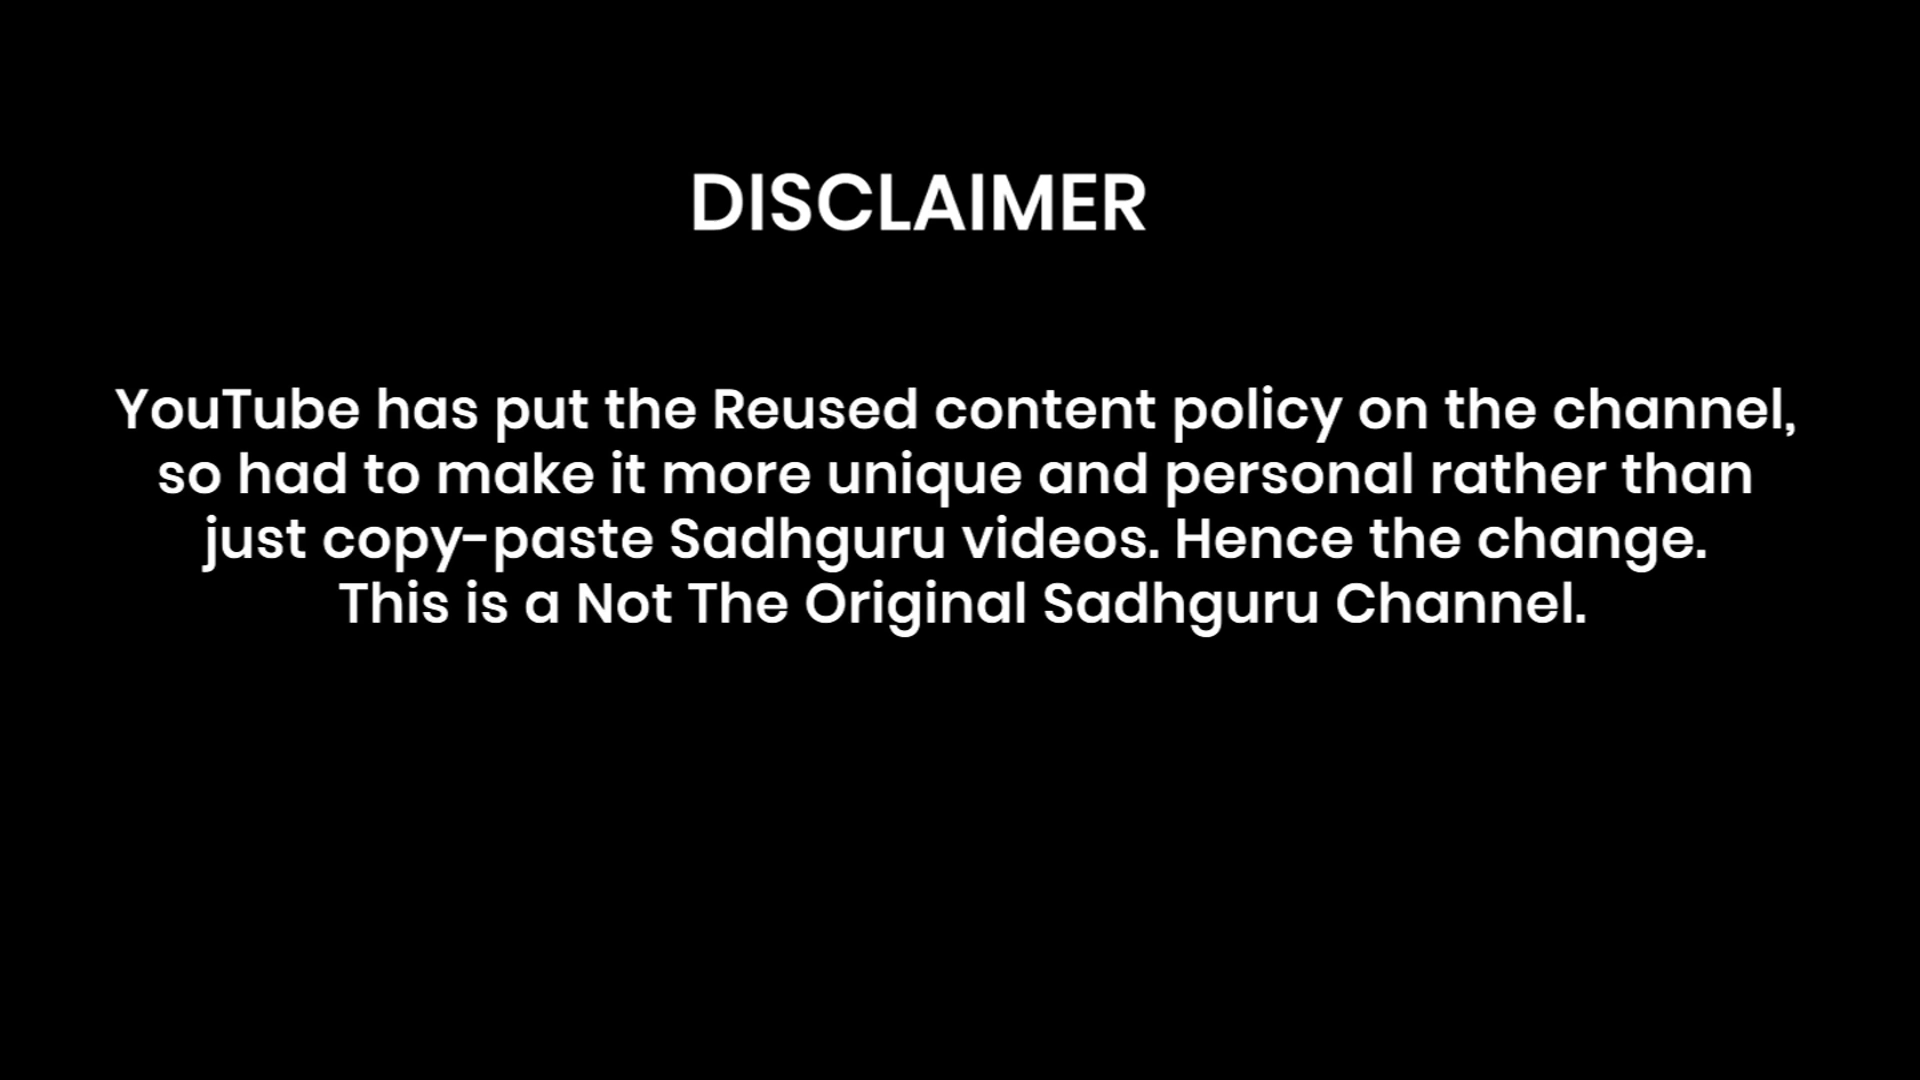 DISCLAIMER
YouTube has put the Reused content policy on the channel,
so had to make it more unique and personal rather than
just copy-paste Sadhguru videos. Hence the change.
This is a Not The Original Sadhguru Channel.